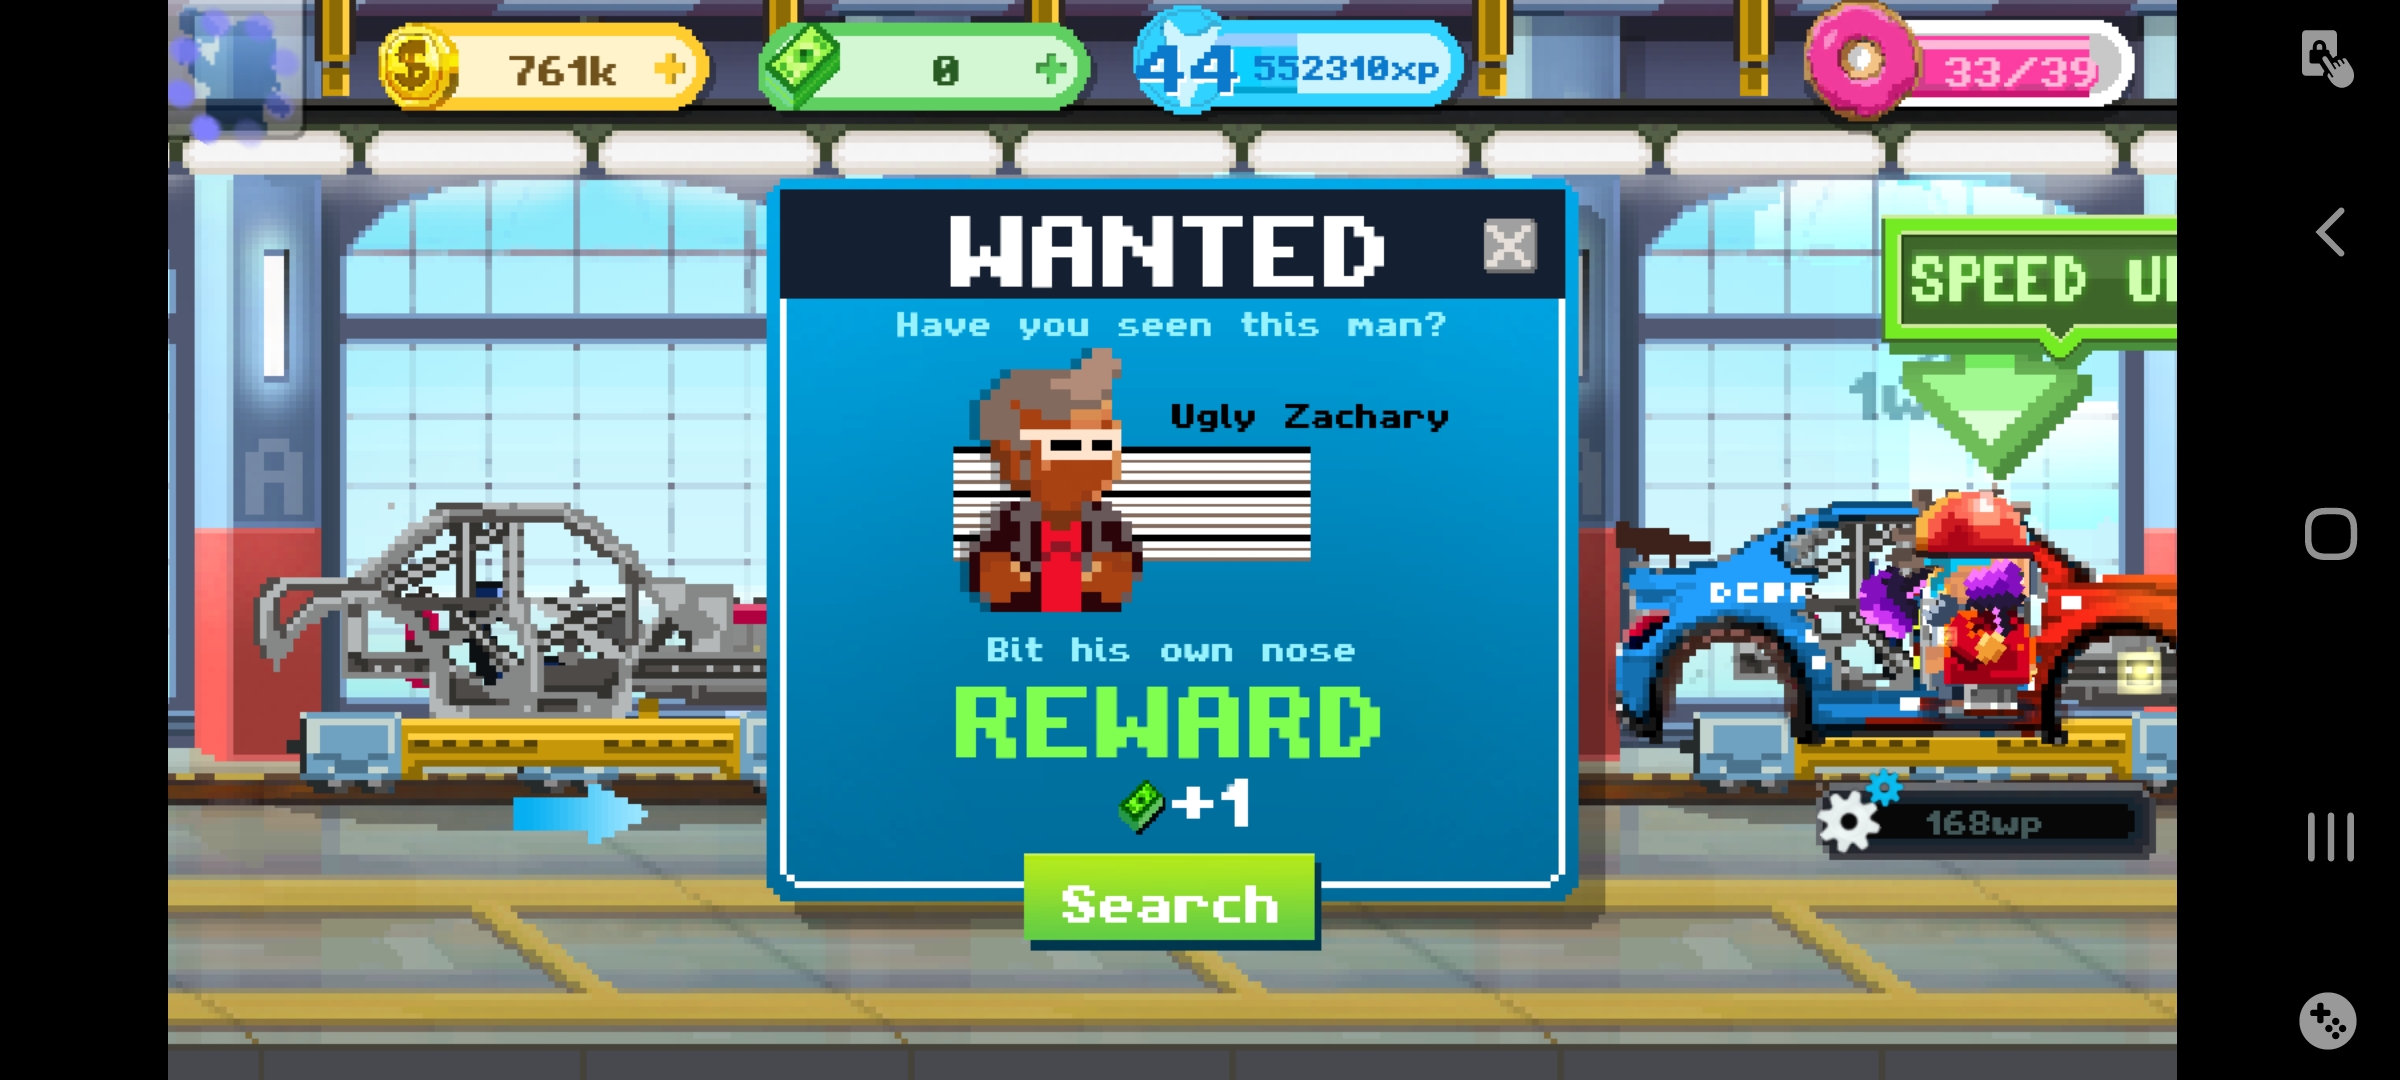 761k
0
44 552310xp
33/39
WANTED
Have you seen this man?
Ugly Zachary
Bit his own nose
REWARD
+1
Search
SPEED
A
168wp